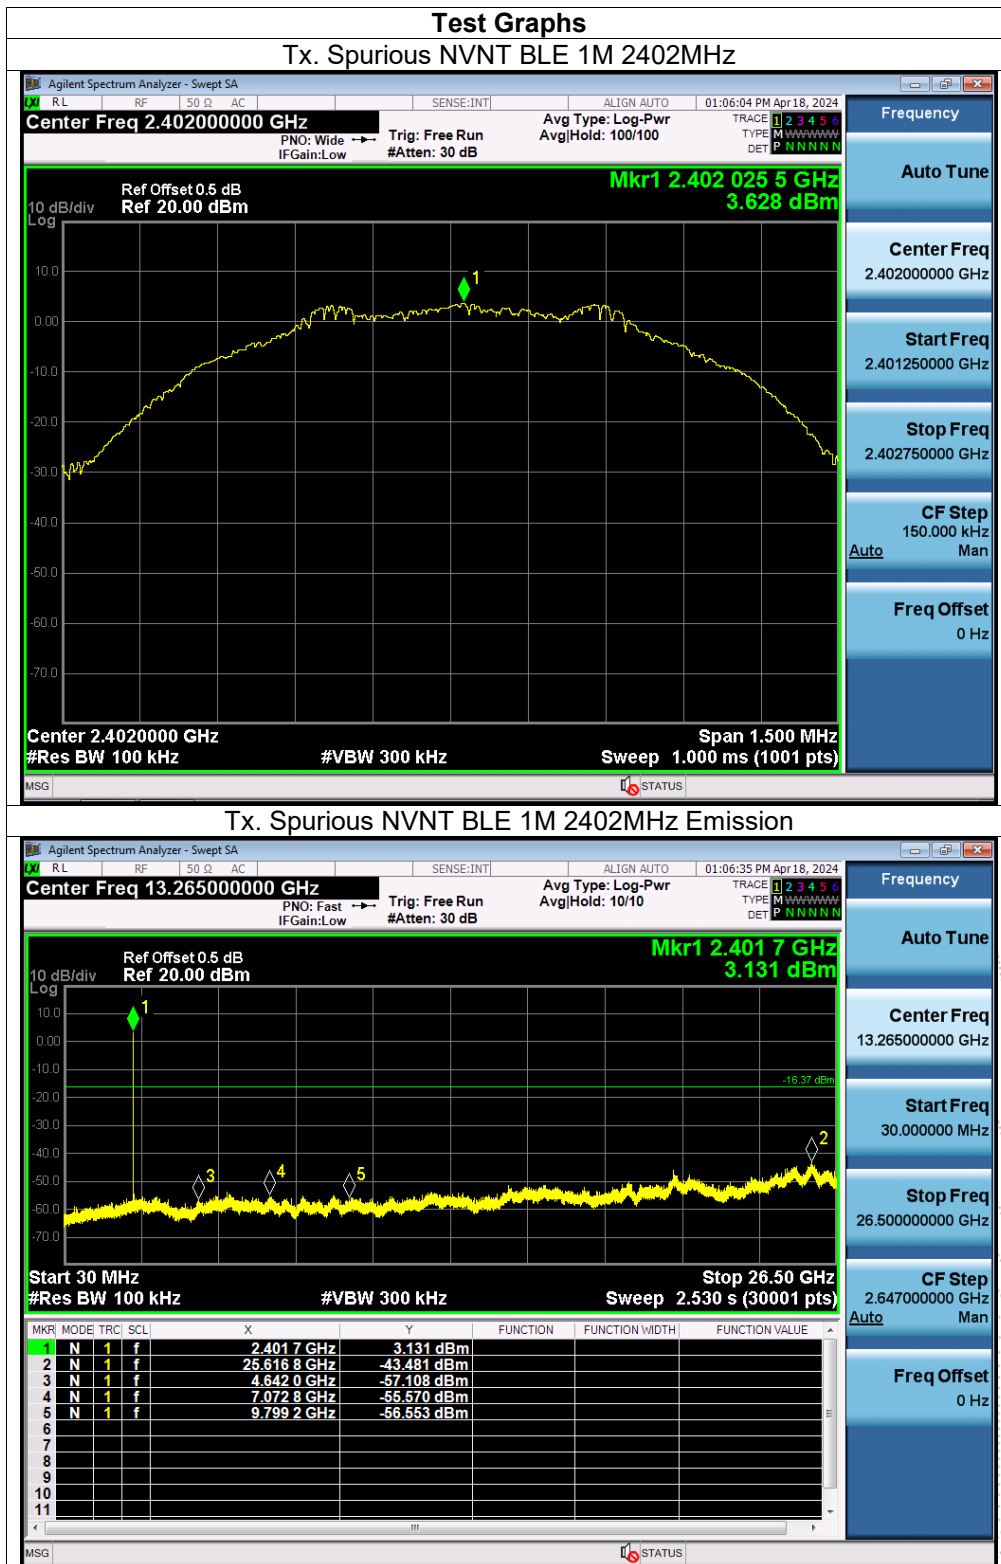 Test Graphs
Tx. Spurious NVNT BLE 1M 2402MHz
Agilent Spectrum Analyzer - Swept SA
LXI RL RF 50 Ω AC SENSE:INT ALIGN AUTO 01:06:04 PM Apr 18, 2024
Center Freq 2.402000000 GHz
PNO: Wide
IFGain:Low
Trig: Free Run
#Atten: 30 dB
Avg Type: Log-Pwr
Avg|Hold: 100/100
TRACE 1 2 3 4 5 6
TYPE M WWWWW
DET P N N N N N
Ref Offset 0.5 dB
10 dB/div Ref 20.00 dBm
Log
Mkr1 2.402 025 5 GHz
3.628 dBm
1
10.0
0.00
-10.0
-20.0
-30.0
-40.0
-50.0
-60.0
-70.0
Center 2.4020000 GHz Span 1.500 MHz
#Res BW 100 kHz #VBW 300 kHz Sweep 1.000 ms (1001 pts)
MSG STATUS
Frequency
Auto Tune
Center Freq
2.402000000 GHz
Start Freq
2.401250000 GHz
Stop Freq
2.402750000 GHz
CF Step
150.000 kHz
Auto Man
Freq Offset
0 Hz
Tx. Spurious NVNT BLE 1M 2402MHz Emission
Agilent Spectrum Analyzer - Swept SA
LXI RL RF 50 Ω AC SENSE:INT ALIGN AUTO 01:06:35 PM Apr 18, 2024
Center Freq 13.265000000 GHz
PNO: Fast
IFGain:Low
Trig: Free Run
#Atten: 30 dB
Avg Type: Log-Pwr
Avg|Hold: 10/10
TRACE 1 2 3 4 5 6
TYPE M WWWWW
DET P N N N N N
Ref Offset 0.5 dB
10 dB/div Ref 20.00 dBm
Log
Mkr1 2.401 7 GHz
3.131 dBm
1
10.0
0.00
-10.0
-16.37 dBm
-20.0
-30.0
-40.0
2
-50.0
3 4 5
-60.0
-70.0
Start 30 MHz Stop 26.50 GHz
#Res BW 100 kHz #VBW 300 kHz Sweep 2.530 s (30001 pts)
MKR MODE TRC SCL X Y FUNCTION FUNCTION WIDTH FUNCTION VALUE
1 N 1 f 2.401 7 GHz 3.131 dBm
2 N 1 f 25.616 8 GHz -43.481 dBm
3 N 1 f 4.642 0 GHz -57.108 dBm
4 N 1 f 7.072 8 GHz -55.570 dBm
5 N 1 f 9.799 2 GHz -56.553 dBm
6
7
8
9
10
11
MSG STATUS
Frequency
Auto Tune
Center Freq
13.265000000 GHz
Start Freq
30.000000 MHz
Stop Freq
26.500000000 GHz
CF Step
2.647000000 GHz
Auto Man
Freq Offset
0 Hz